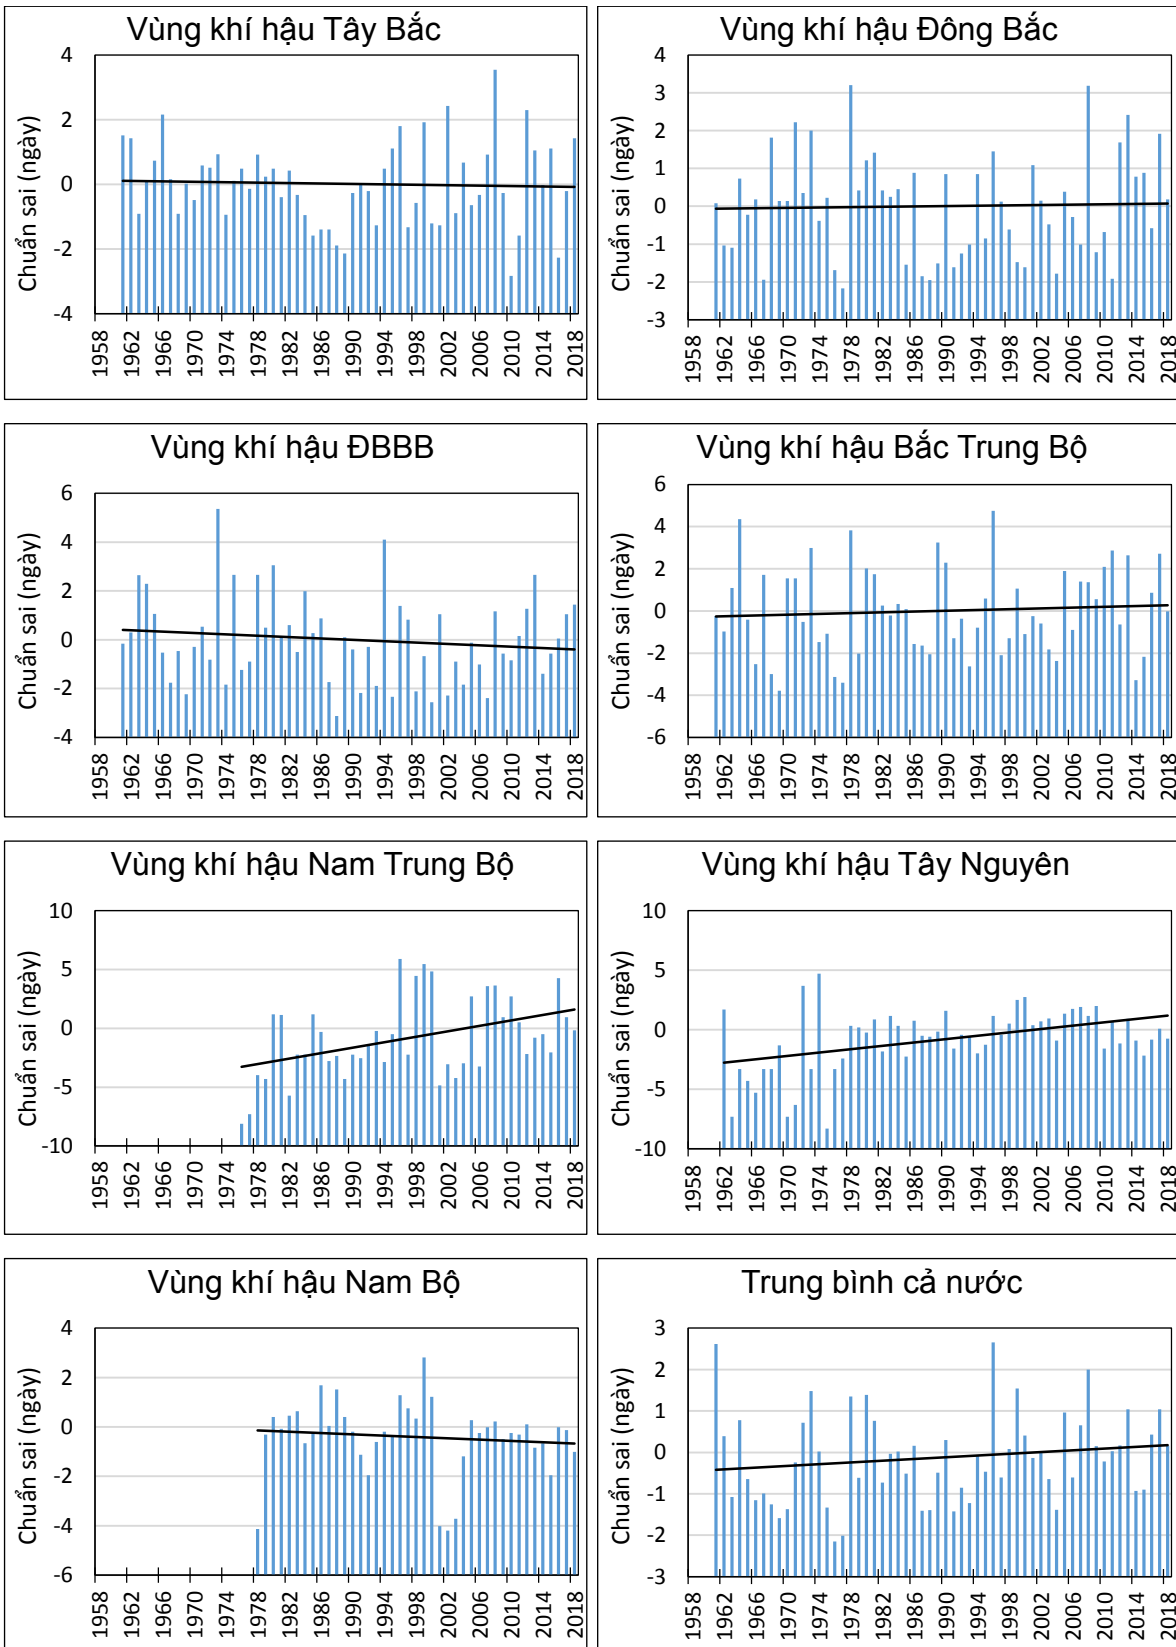 Vùng khí hậu Tây Bắc
Chuẩn sai (ngày)
4
2
0
-2
-4
1958 1962 1966 1970 1974 1978 1982 1986 1990 1994 1998 2002 2006 2010 2014 2018
Vùng khí hậu Đông Bắc
Chuẩn sai (ngày)
4
3
2
1
0
-1
-2
-3
1958 1962 1966 1970 1974 1978 1982 1986 1990 1994 1998 2002 2006 2010 2014 2018
Vùng khí hậu ĐBBB
Chuẩn sai (ngày)
6
4
2
0
-2
-4
1958 1962 1966 1970 1974 1978 1982 1986 1990 1994 1998 2002 2006 2010 2014 2018
Vùng khí hậu Bắc Trung Bộ
Chuẩn sai (ngày)
6
4
2
0
-2
-4
-6
1958 1962 1966 1970 1974 1978 1982 1986 1990 1994 1998 2002 2006 2010 2014 2018
Vùng khí hậu Nam Trung Bộ
Chuẩn sai (ngày)
10
5
0
-5
-10
1958 1962 1966 1970 1974 1978 1982 1986 1990 1994 1998 2002 2006 2010 2014 2018
Vùng khí hậu Tây Nguyên
Chuẩn sai (ngày)
10
5
0
-5
-10
1958 1962 1966 1970 1974 1978 1982 1986 1990 1994 1998 2002 2006 2010 2014 2018
Vùng khí hậu Nam Bộ
Chuẩn sai (ngày)
4
2
0
-2
-4
-6
1958 1962 1966 1970 1974 1978 1982 1986 1990 1994 1998 2002 2006 2010 2014 2018
Trung bình cả nước
Chuẩn sai (ngày)
3
2
1
0
-1
-2
-3
1958 1962 1966 1970 1974 1978 1982 1986 1990 1994 1998 2002 2006 2010 2014 2018